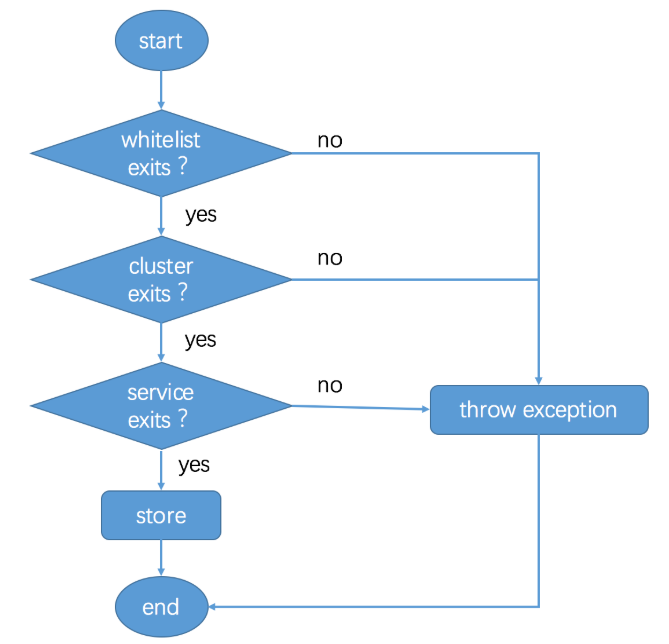 start
whitelist
exits？
no
yes
cluster
exits？
no
yes
service
exits？
no
throw exception
yes
store
end